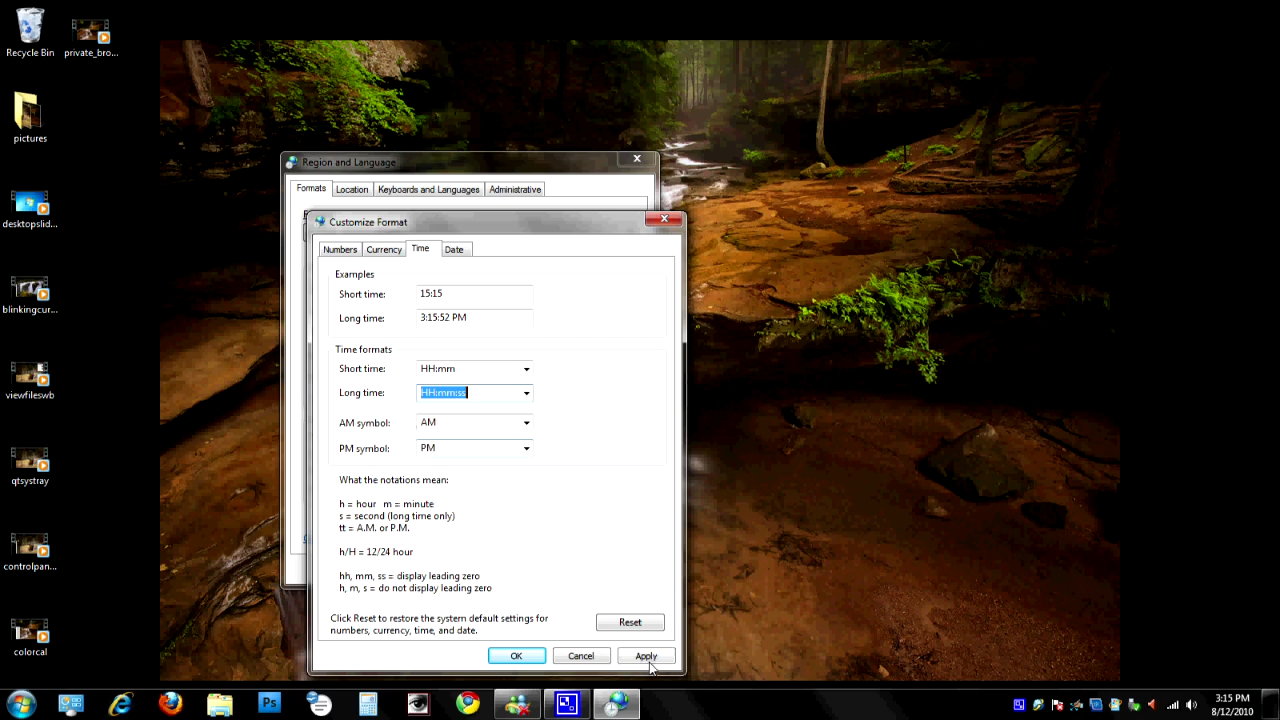 Recycle Bin
private_bro...
pictures
desktopslid...
blinkingcur...
viewfileswb
qtsystray
controlpan...
colorcal
Region and Language
Formats
Location
Keyboards and Languages
Administrative
Customize Format
Numbers
Currency
Time
Date
Examples
Short time: 15:15
Long time: 3:15:52 PM
Time formats
Short time: HH:mm
Long time: HH:mm:ss
AM symbol: AM
PM symbol: PM
What the notations mean:
h = hour m = minute
s = second (long time only)
tt = A.M. or P.M.
h/H = 12/24 hour
hh, mm, ss = display leading zero
h, m, s = do not display leading zero
Click Reset to restore the system default settings for
numbers, currency, time, and date.
Reset
OK
Cancel
Apply
Ps
3:15 PM
8/12/2010